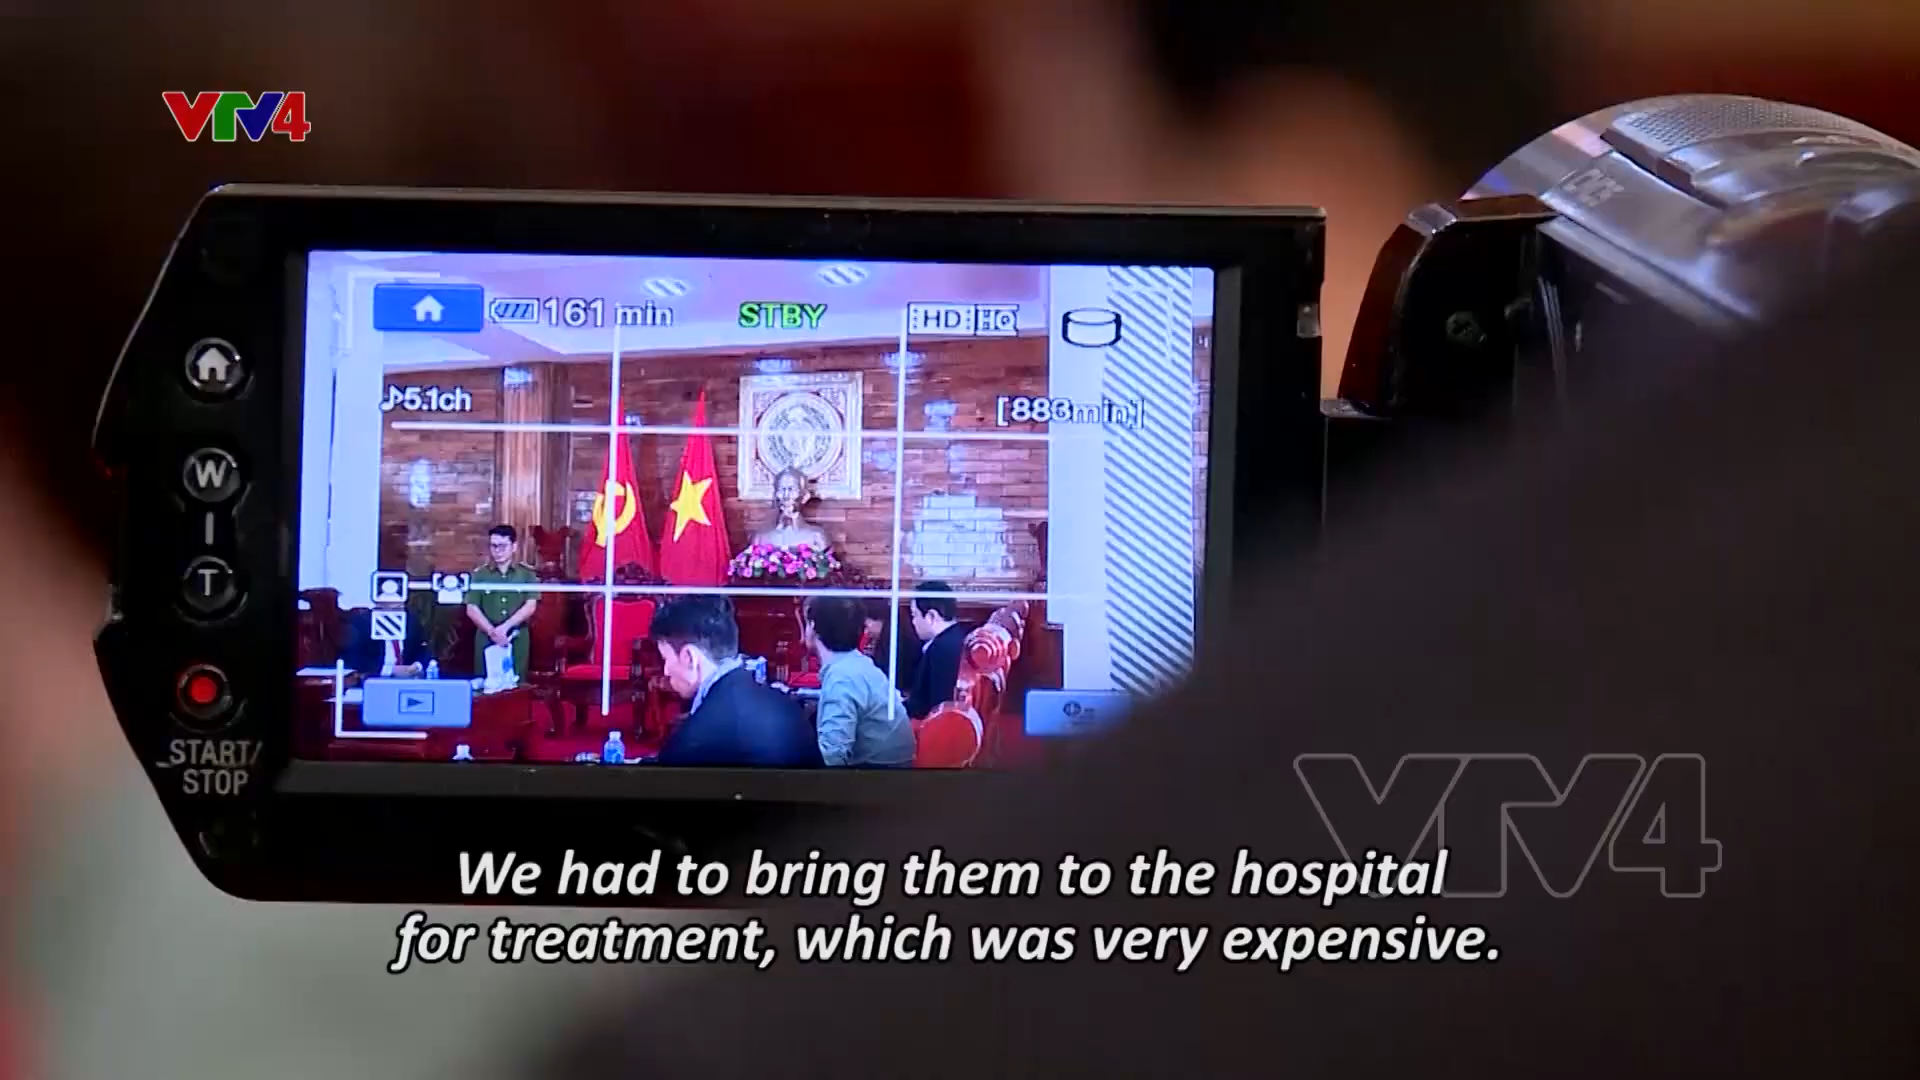 VTV4
161 min
STBY
HD HQ
♪5.1ch
[883min]
W
T
START/
STOP
VTV4
We had to bring them to the hospital
for treatment, which was very expensive.